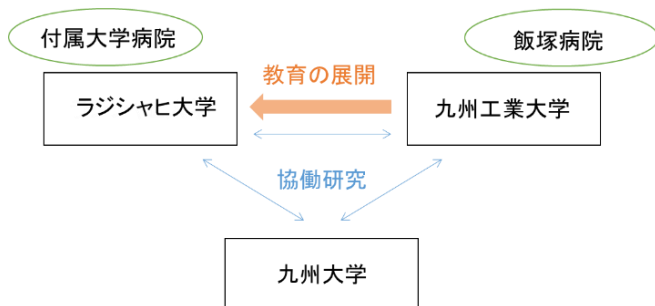 付属大学病院
飯塚病院
教育の展開
ラジシャヒ大学
九州工業大学
協働研究
九州大学